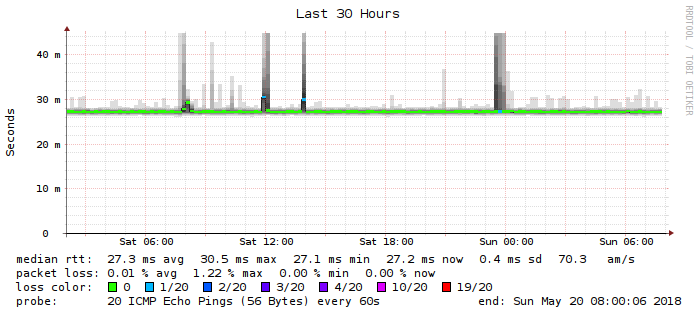 Last 30 Hours
RRDTOOL / TOBI OETIKER
Seconds
40 m
30 m
20 m
10 m
0
Sat 06:00 Sat 12:00 Sat 18:00 Sun 00:00 Sun 06:00
median rtt: 27.3 ms avg 30.5 ms max 27.1 ms min 27.2 ms now 0.4 ms sd 70.3 am/s
packet loss: 0.01 % avg 1.22 % max 0.00 % min 0.00 % now
loss color: 0 1/20 2/20 3/20 4/20 10/20 19/20
probe: 20 ICMP Echo Pings (56 Bytes) every 60s end: Sun May 20 08:00:06 2018